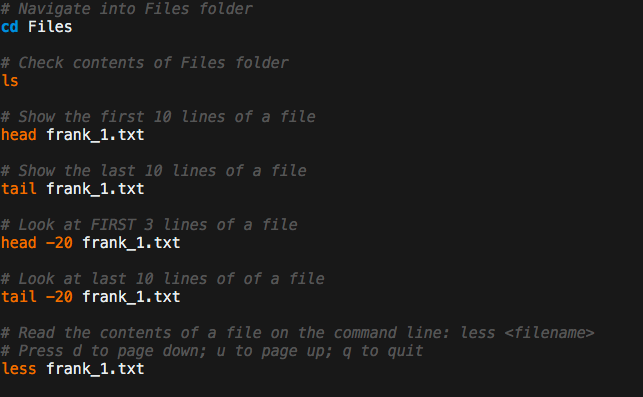 # Navigate into Files folder
cd Files
# Check contents of Files folder
ls
# Show the first 10 lines of a file
head frank_1.txt
# Show the last 10 lines of a file
tail frank_1.txt
# Look at FIRST 3 lines of a file
head -20 frank_1.txt
# Look at last 10 lines of of a file
tail -20 frank_1.txt
# Read the contents of a file on the command line: less <filename>
# Press d to page down; u to page up; q to quit
less frank_1.txt